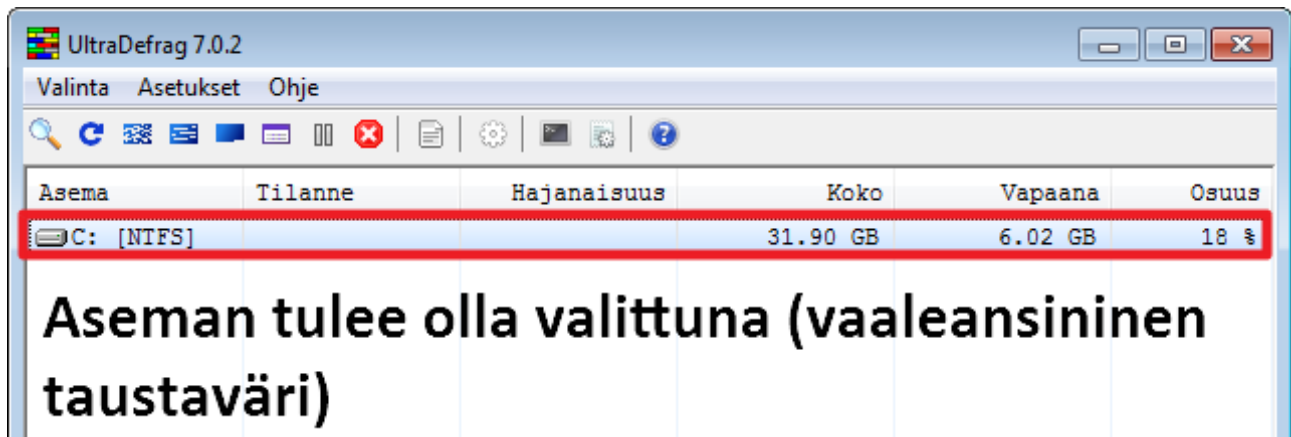 UltraDefrag 7.0.2
Valinta Asetukset Ohje
Asema Tilanne Hajanaisuus Koko Vapaana Osuus
C: [NTFS] 31.90 GB 6.02 GB 18 %
Aseman tulee olla valittuna (vaaleansininen
taustaväri)